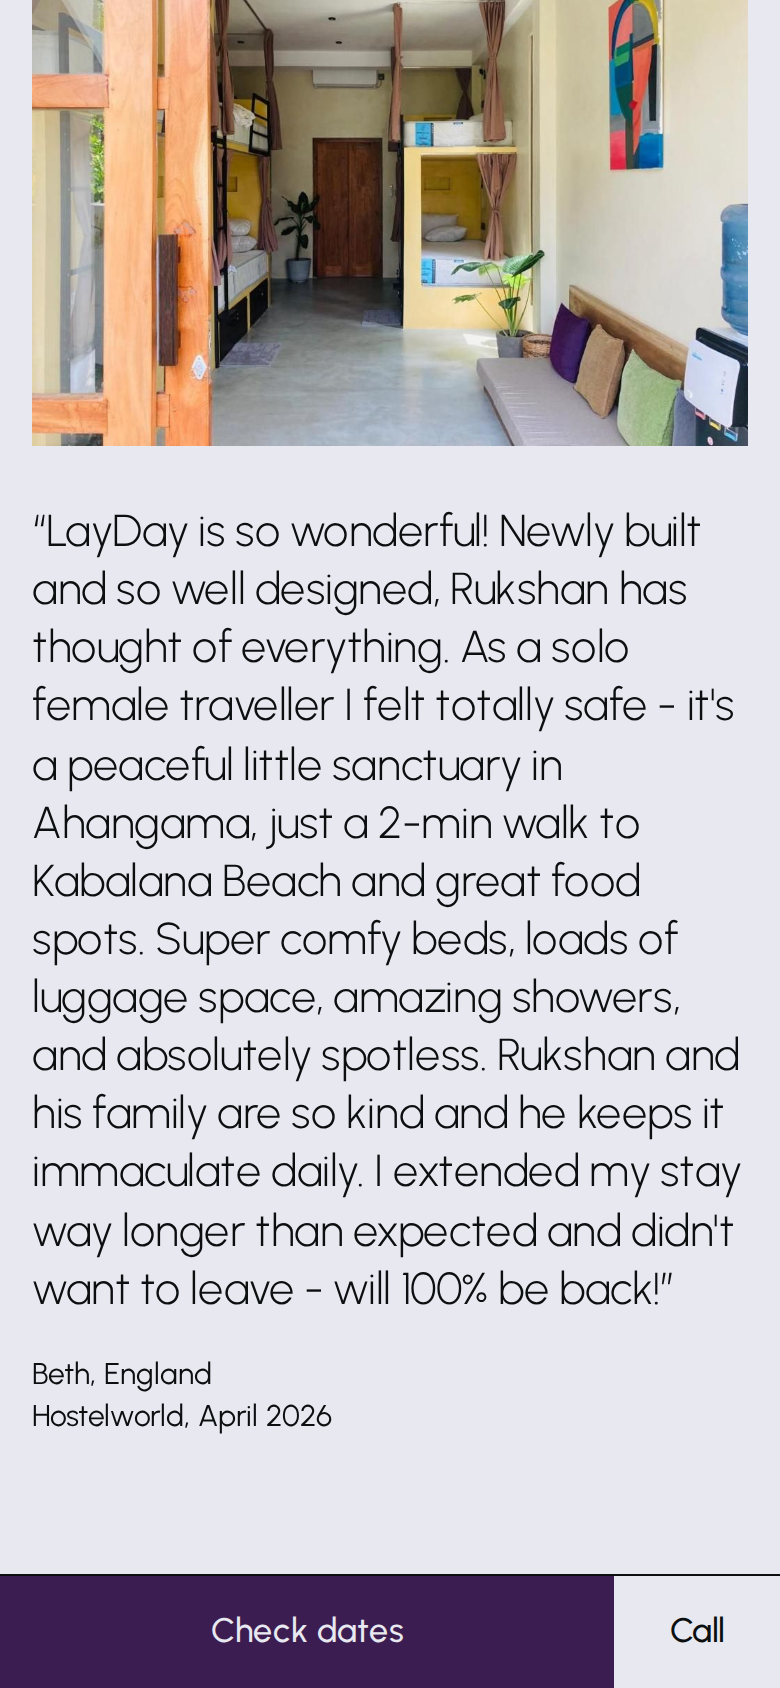 “LayDay is so wonderful! Newly built
and so well designed, Rukshan has
thought of everything. As a solo
female traveller I felt totally safe - it's
a peaceful little sanctuary in
Ahangama, just a 2-min walk to
Kabalana Beach and great food
spots. Super comfy beds, loads of
luggage space, amazing showers,
and absolutely spotless. Rukshan and
his family are so kind and he keeps it
immaculate daily. I extended my stay
way longer than expected and didn't
want to leave - will 100% be back!”
Beth, England
Hostelworld, April 2026
Check dates
Call